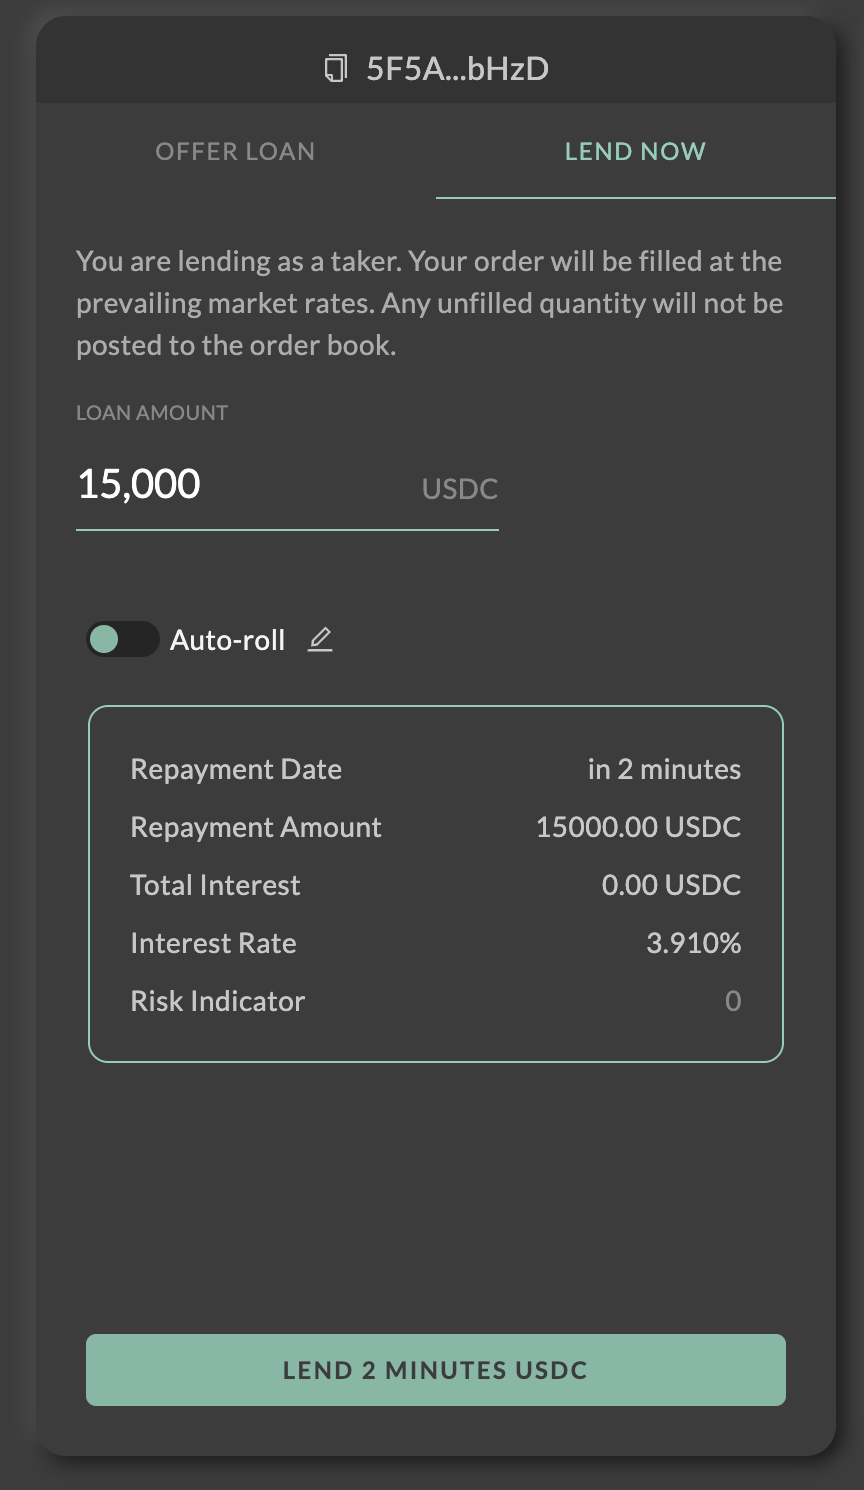 5F5A...bHzD
OFFER LOAN
LEND NOW
You are lending as a taker. Your order will be filled at the
prevailing market rates. Any unfilled quantity will not be
posted to the order book.
LOAN AMOUNT
15,000 USDC
Auto-roll
Repayment Date in 2 minutes
Repayment Amount 15000.00 USDC
Total Interest 0.00 USDC
Interest Rate 3.910%
Risk Indicator 0
LEND 2 MINUTES USDC